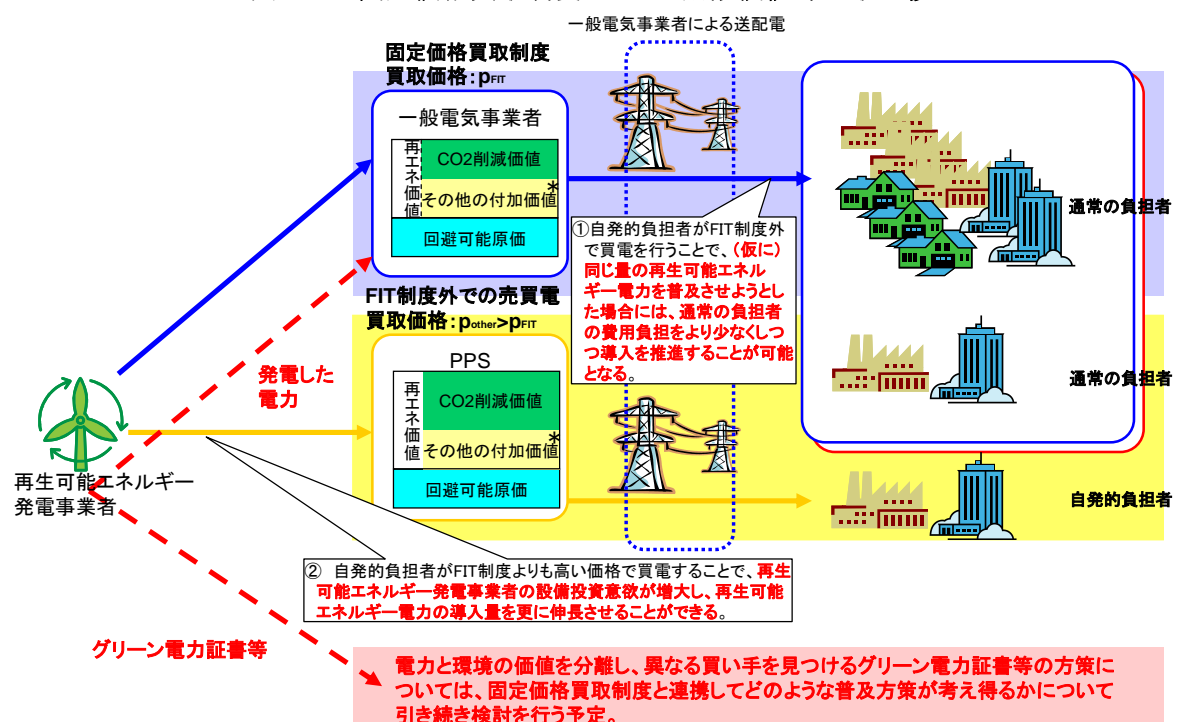 一般電気事業者による送配電
固定価格買取制度
買取価格：pFIT
一般電気事業者
再エネ価値
CO2削減価値
その他の付加価値*
回避可能原価
通常の負担者
①自発的負担者がFIT制度外
で買電を行うことで、（仮に）
同じ量の再生可能エネル
ギー電力を普及させようとし
た場合には、通常の負担者
の費用負担をより少なくしつ
つ導入を推進することが可能
となる。
FIT制度外での売買電
買取価格：pother>pFIT
PPS
再エネ価値
CO2削減価値
その他の付加価値*
回避可能原価
発電した
電力
通常の負担者
再生可能エネルギー
発電事業者
自発的負担者
② 自発的負担者がFIT制度よりも高い価格で買電することで、再生
可能エネルギー発電事業者の設備投資意欲が増大し、再生可能
エネルギー電力の導入量を更に伸長させることができる。
グリーン電力証書等
電力と環境の価値を分離し、異なる買い手を見つけるグリーン電力証書等の方策に
ついては、固定価格買取制度と連携してどのような普及方策が考え得るかについて
引き続き検討を行う予定。